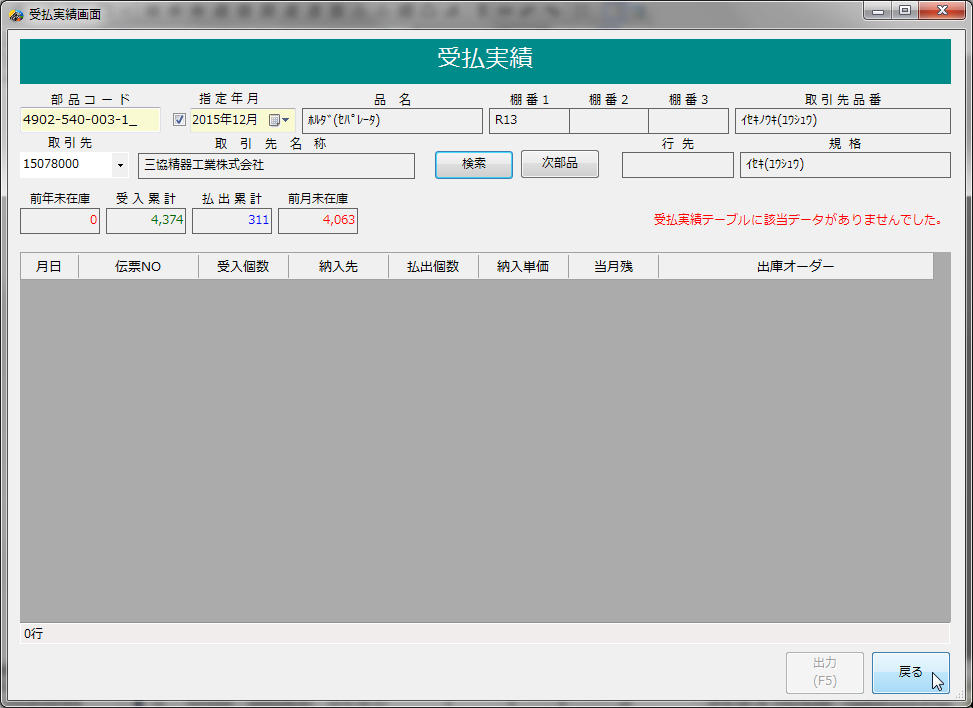 受払実績画面
受払実績
部品コード 指定年月 品 名 棚番1 棚番2 棚番3 取引先品番
4902-540-003-1_ 2015年12月 ﾎﾙﾀﾞ(ｾﾊﾟﾚｰﾀ) R13 ｲｾｷﾉｳｷ(ｺｳｼｭｳ)
取引先 取 引 先 名 称 行 先 規 格
15078000 三協精器工業株式会社 検索 次部品 ｲｾｷ(ｺｳｼｭｳ)
前年末在庫 受入累計 払出累計 前月末在庫
0 4,374 311 4,063 受払実績テーブルに該当データがありませんでした。
月日 伝票NO 受入個数 納入先 払出個数 納入単価 当月残 出庫オーダー
0行
出力
(F5)
戻る